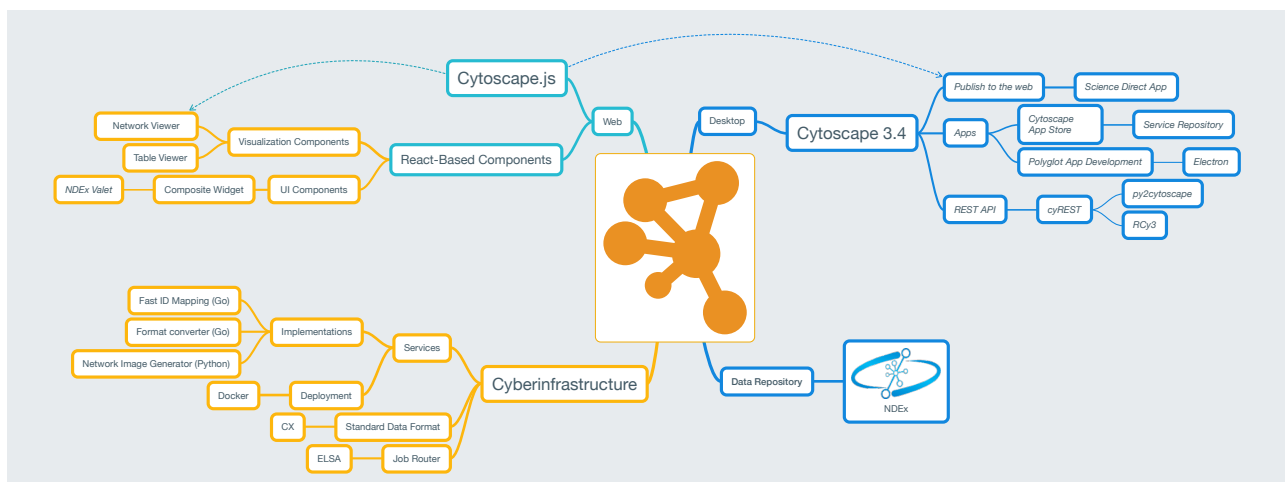 Cytoscape.js
Web
React-Based Components
Visualization Components
Network Viewer
Table Viewer
UI Components
Composite Widget
NDEx Valet
Desktop
Cytoscape 3.4
Publish to the web
Science Direct App
Apps
Cytoscape
App Store
Service Repository
Polyglot App Development
Electron
REST API
cyREST
py2cytoscape
RCy3
Cyberinfrastructure
Services
Implementations
Fast ID Mapping (Go)
Format converter (Go)
Network Image Generator (Python)
Deployment
Docker
Standard Data Format
CX
Job Router
ELSA
Data Repository
NDEx